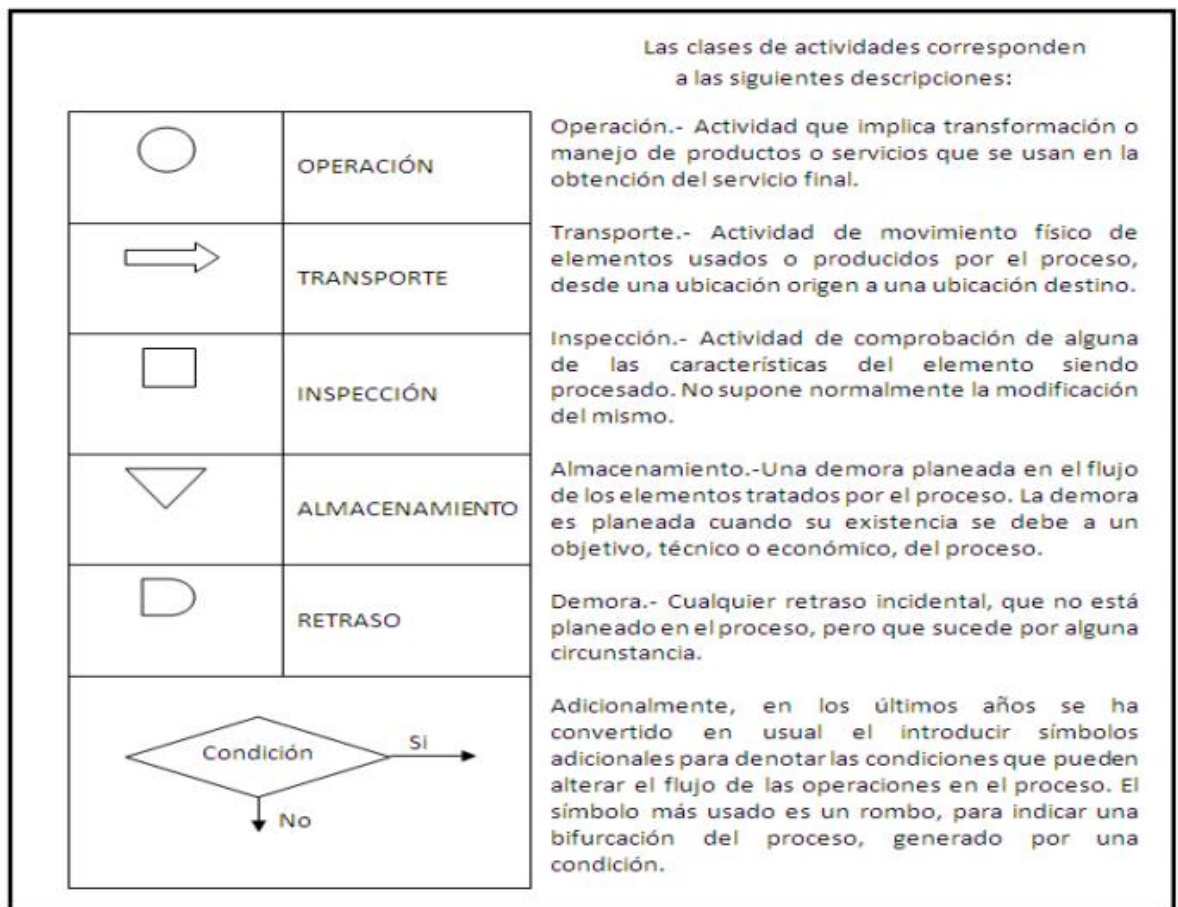 Las clases de actividades corresponden
a las siguientes descripciones:
OPERACIÓN
Operación.- Actividad que implica transformación o
manejo de productos o servicios que se usan en la
obtención del servicio final.
TRANSPORTE
Transporte.- Actividad de movimiento físico de
elementos usados o producidos por el proceso,
desde una ubicación origen a una ubicación destino.
INSPECCIÓN
Inspección.- Actividad de comprobación de alguna
de las características del elemento siendo
procesado. No supone normalmente la modificación
del mismo.
ALMACENAMIENTO
Almacenamiento.-Una demora planeada en el flujo
de los elementos tratados por el proceso. La demora
es planeada cuando su existencia se debe a un
objetivo, técnico o económico, del proceso.
RETRASO
Demora.- Cualquier retraso incidental, que no está
planeado en el proceso, pero que sucede por alguna
circunstancia.
Condición
Si
No
Adicionalmente, en los últimos años se ha
convertido en usual el introducir símbolos
adicionales para denotar las condiciones que pueden
alterar el flujo de las operaciones en el proceso. El
símbolo más usado es un rombo, para indicar una
bifurcación del proceso, generado por una
condición.